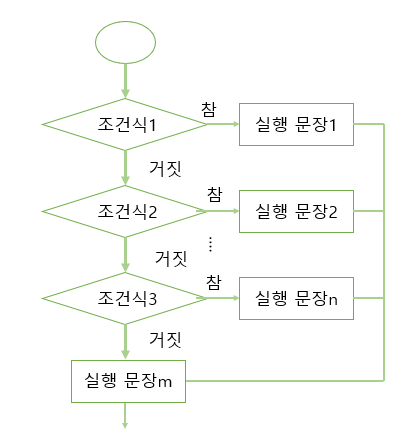 참
조건식1
실행 문장1
거짓
참
조건식2
실행 문장2
거짓
참
조건식3
실행 문장n
거짓
실행 문장m